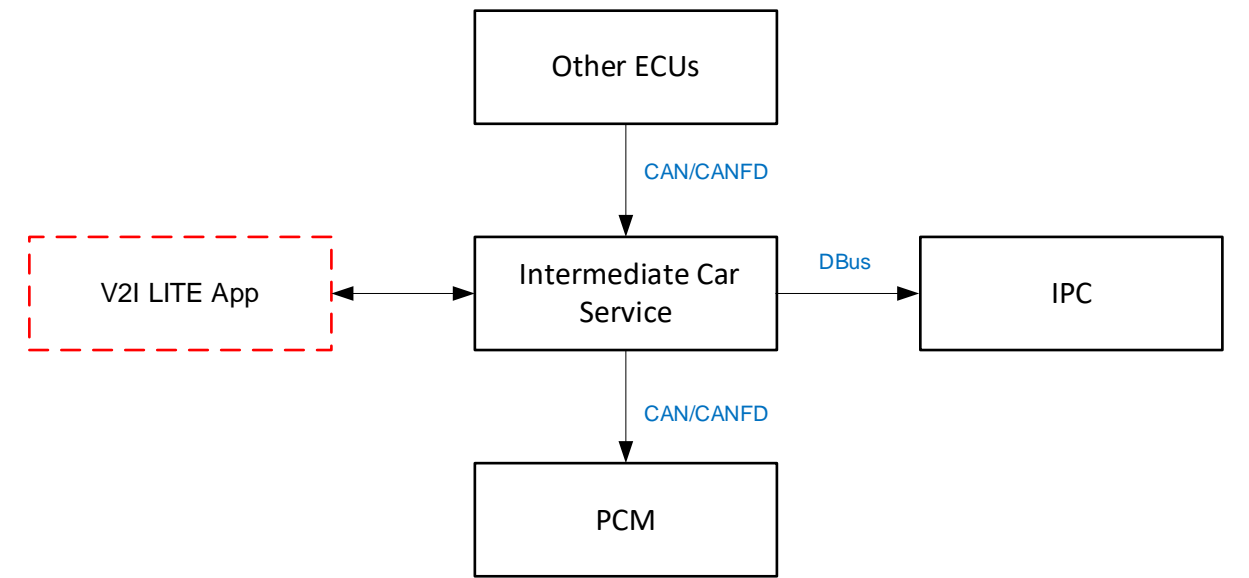 Other ECUs
CAN/CANFD
V2I LITE App
Intermediate Car
Service
DBus
IPC
CAN/CANFD
PCM